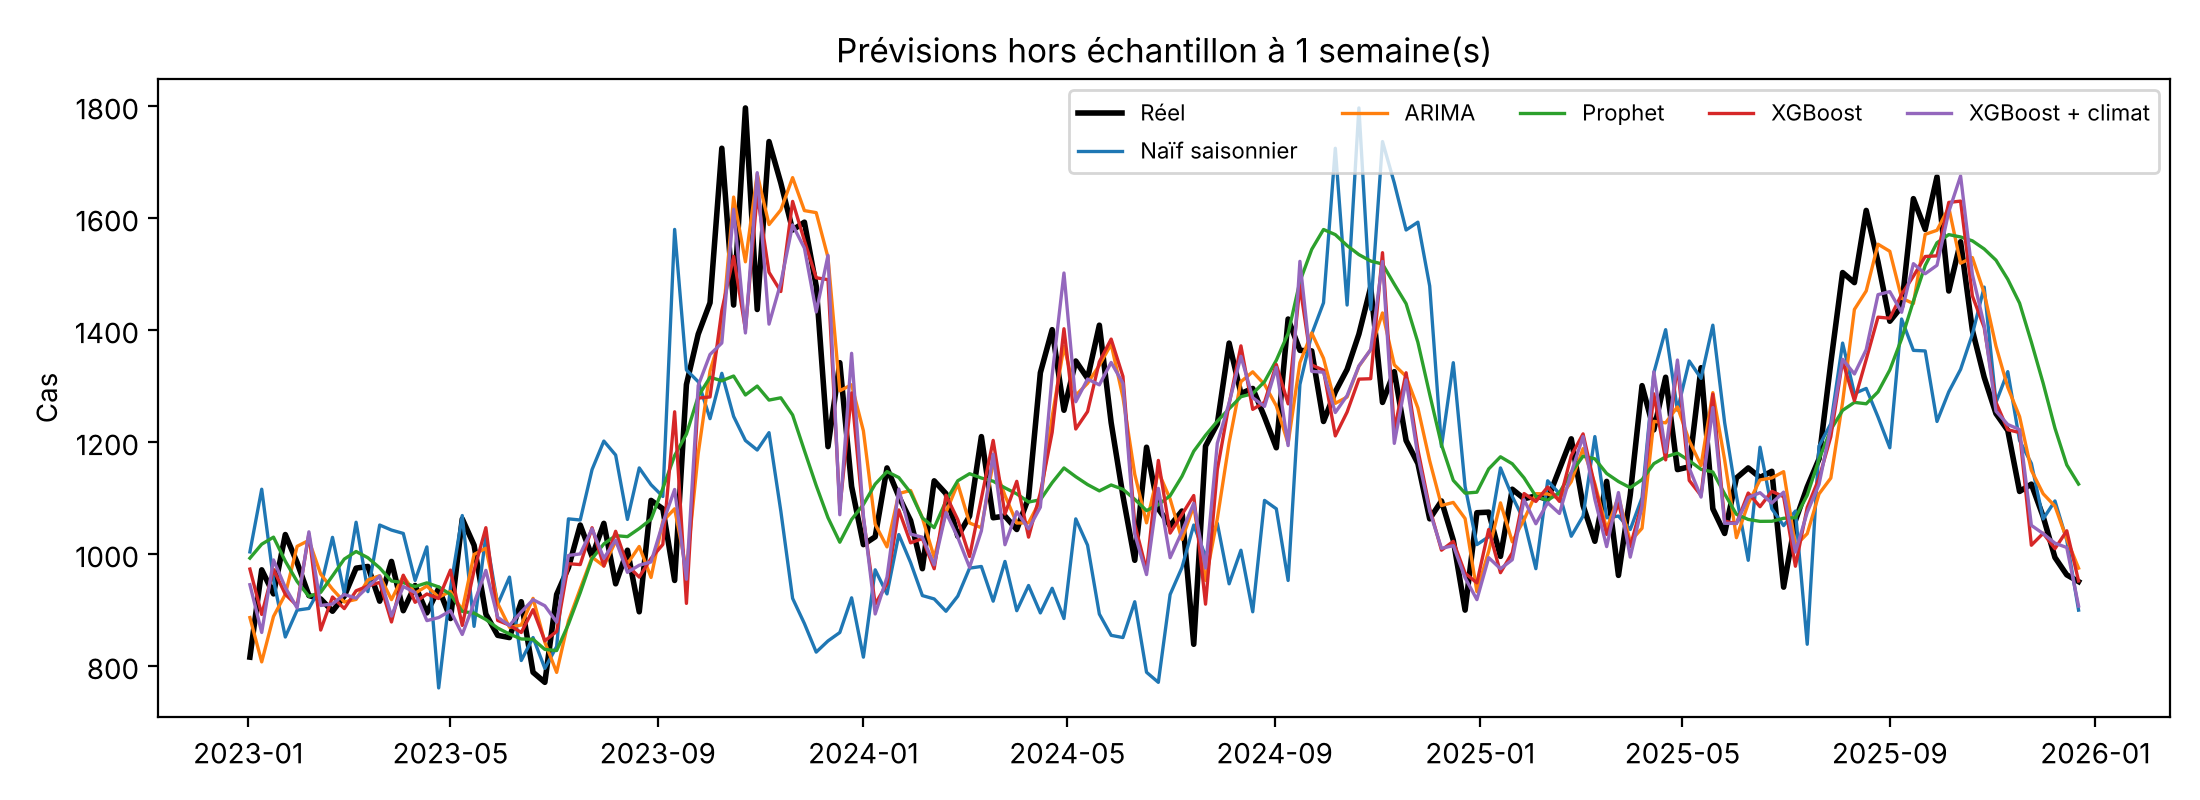 Prévisions hors échantillon à 1 semaine(s)
Réel
Naïf saisonnier
ARIMA
Prophet
XGBoost
XGBoost + climat
Cas
1800
1600
1400
1200
1000
800
2023-01
2023-05
2023-09
2024-01
2024-05
2024-09
2025-01
2025-05
2025-09
2026-01